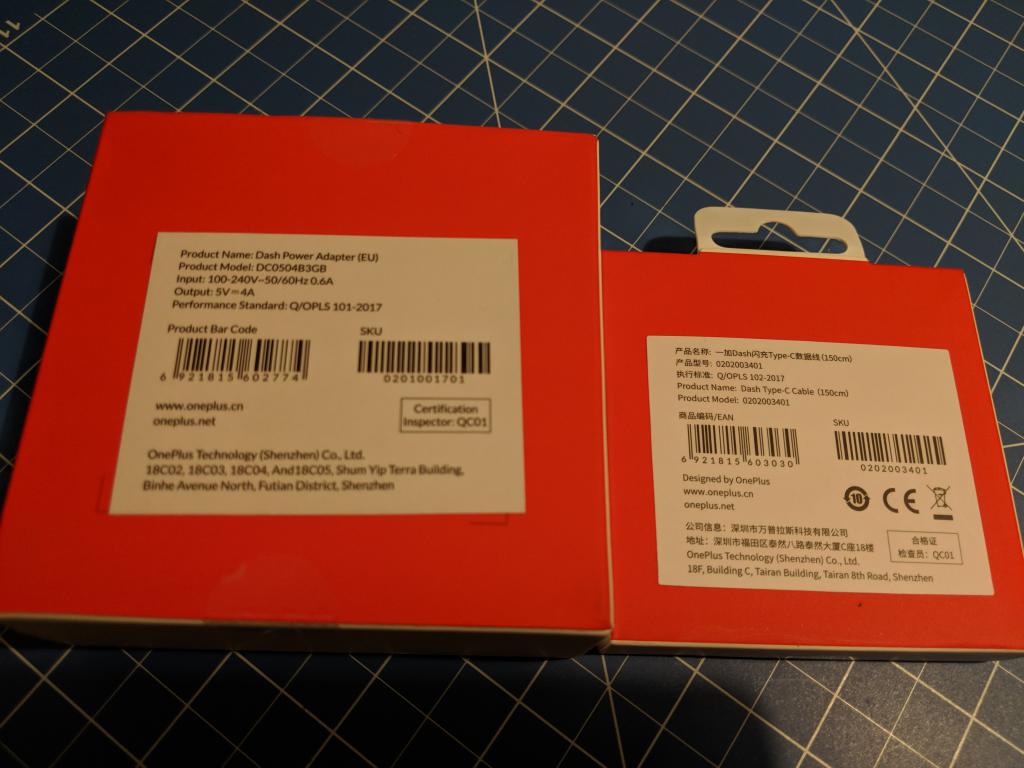 11
Product Name: Dash Power Adapter (EU)
Product Model: DC0504B3GB
Input: 100-240V~50/60Hz 0.6A
Output: 5V⎓4A
Performance Standard: Q/OPLS 101-2017
Product Bar Code
SKU
6 921815 602774
0201001701
www.oneplus.cn
oneplus.net
Certification
Inspector: QC01
OnePlus Technology (Shenzhen) Co., Ltd.
18C02, 18C03, 18C04, And18C05, Shum Yip Terra Building,
Binhe Avenue North, Futian District, Shenzhen
产品名称: 一加Dash闪充Type-C数据线 (150cm)
产品型号: 0202003401
执行标准: Q/OPLS 102-2017
Product Name: Dash Type-C Cable (150cm)
Product Model: 0202003401
商品编码/EAN
SKU
6 921815 603030
0202003401
Designed by OnePlus
www.oneplus.cn
oneplus.net
10
CE
公司信息: 深圳市万普拉斯科技有限公司
地址: 深圳市福田区泰然八路泰然大厦C座18楼
OnePlus Technology (Shenzhen) Co., Ltd.
18F, Building C, Tairan Building, Tairan 8th Road, Shenzhen
合格证
检查员: QC01